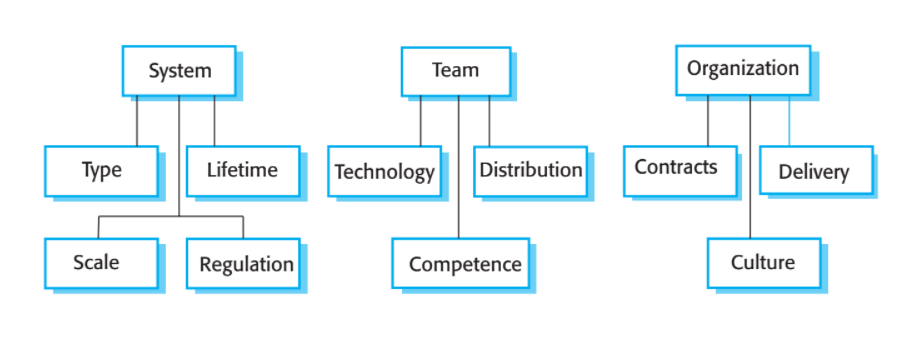 System
Team
Organization
Type
Lifetime
Technology
Distribution
Contracts
Delivery
Scale
Regulation
Competence
Culture